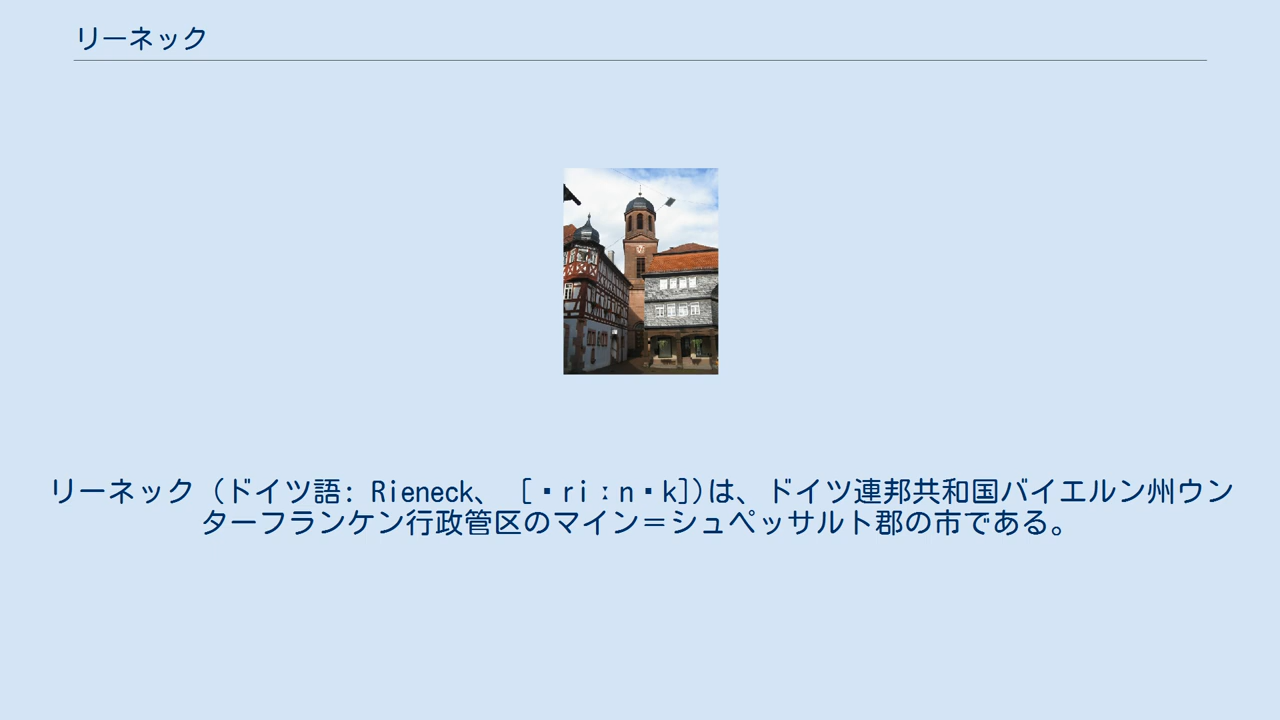 リーネック
リーネック (ドイツ語: Rieneck、 [▪riːn▪k])は、ドイツ連邦共和国バイエルン州ウン
ターフランケン行政管区のマイン＝シュペッサルト郡の市である。